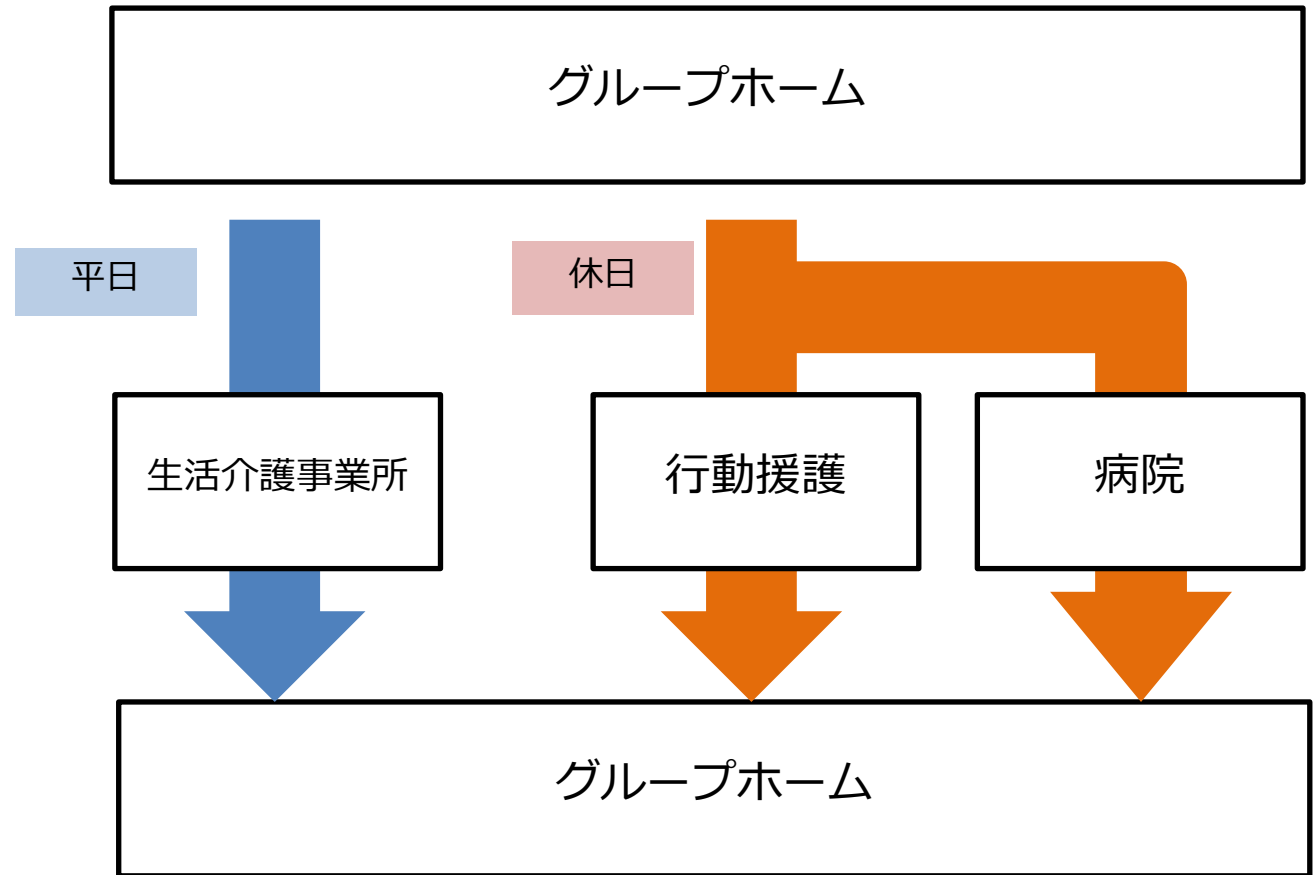 グループホーム
平日
休日
生活介護事業所
行動援護
病院
グループホーム